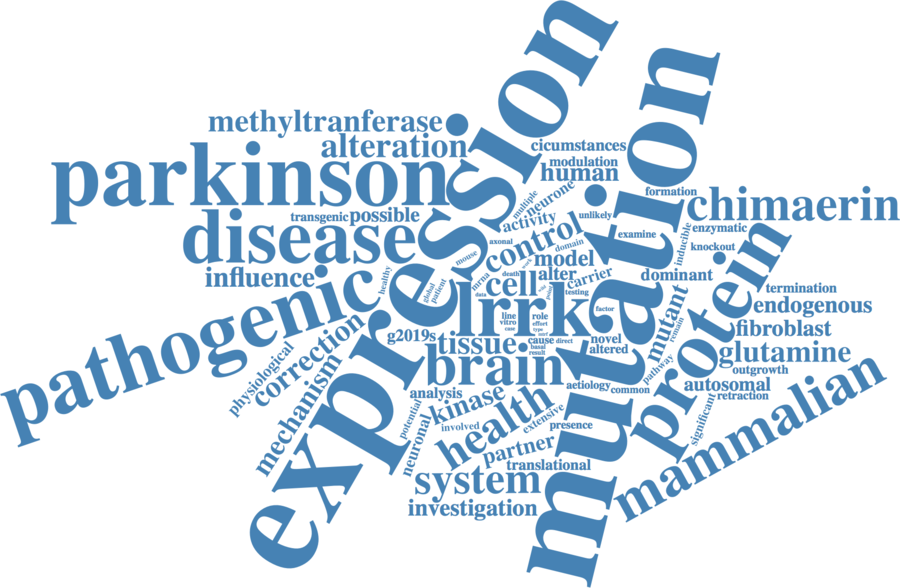 expression
mutation
methyltranferase
alteration
parkinson
disease
transgenic
possible
influence
pathogenic
healthy
physiological
correction
mechanism
cicumstances
modulation
human
multiple
neurone
activity
unlikely
formation
chimaerin
axonal
control
domain
examine
inducible
enzymatic
knockout
mouse
model
mrna
death
alter
carrier
dominant
global
patient
cell
data
testing
termination
endogenous
lrrk
line
vitro
case
role
effort
type
factor
mutant
remain
protein
fibroblast
g2019s
tissue
cause
direct
basal
result
novel
altered
pathway
glutamine
outgrowth
brain
aetiology
common
autosomal
retraction
analysis
kinase
potential
involved
health
extensive
presence
significant
mammalian
neuronal
partner
translational
system
investigation